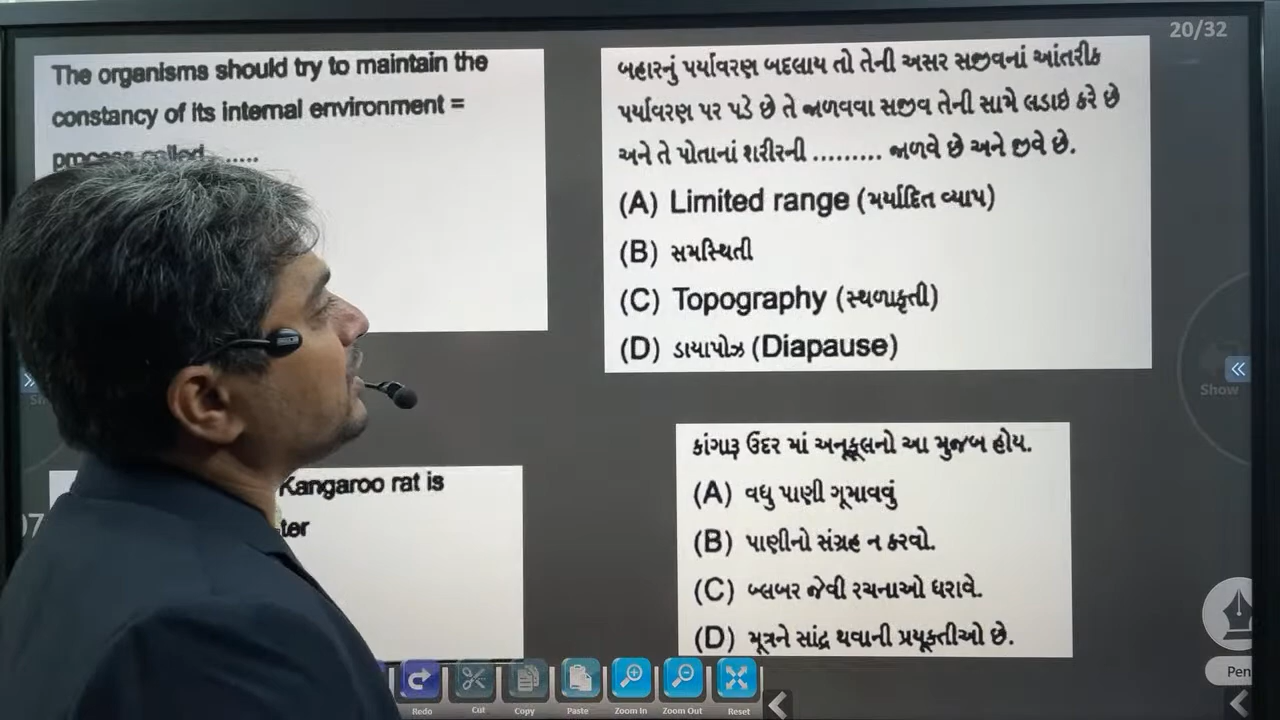 20/32
The organisms should try to maintain the
constancy of its internal environment =
process called ......
બહારનું પર્યાવરણ બદલાય તો તેની અસર સજીવનાં આંતરીક
પર્યાવરણ પર પડે છે તે જાળવવા સજીવ તેની સામે લડાઇ કરે છે
અને તે પોતાનાં શરીરની ......... જાળવે છે અને જીવે છે.
(A) Limited range (મર્યાદિત વ્યાપ)
(B) સમસ્થિતી
(C) Topography (સ્થળાકૃતી)
(D) ડાયાપોઝ (Diapause)
Kangaroo rat is
ter
કાંગારૂ ઉંદર માં અનૂકૂલનો આ મુજબ હોય.
(A) વધુ પાણી ગૂમાવવું
(B) પાણીનો સંગ્રહ ન કરવો.
(C) બ્લબર જેવી રચનાઓ ધરાવે.
(D) મૂત્રને સાંદ્ર થવાની પ્રયૂક્તીઓ છે.
Show
Pen
Redo Cut Copy Paste Zoom In Zoom Out Reset